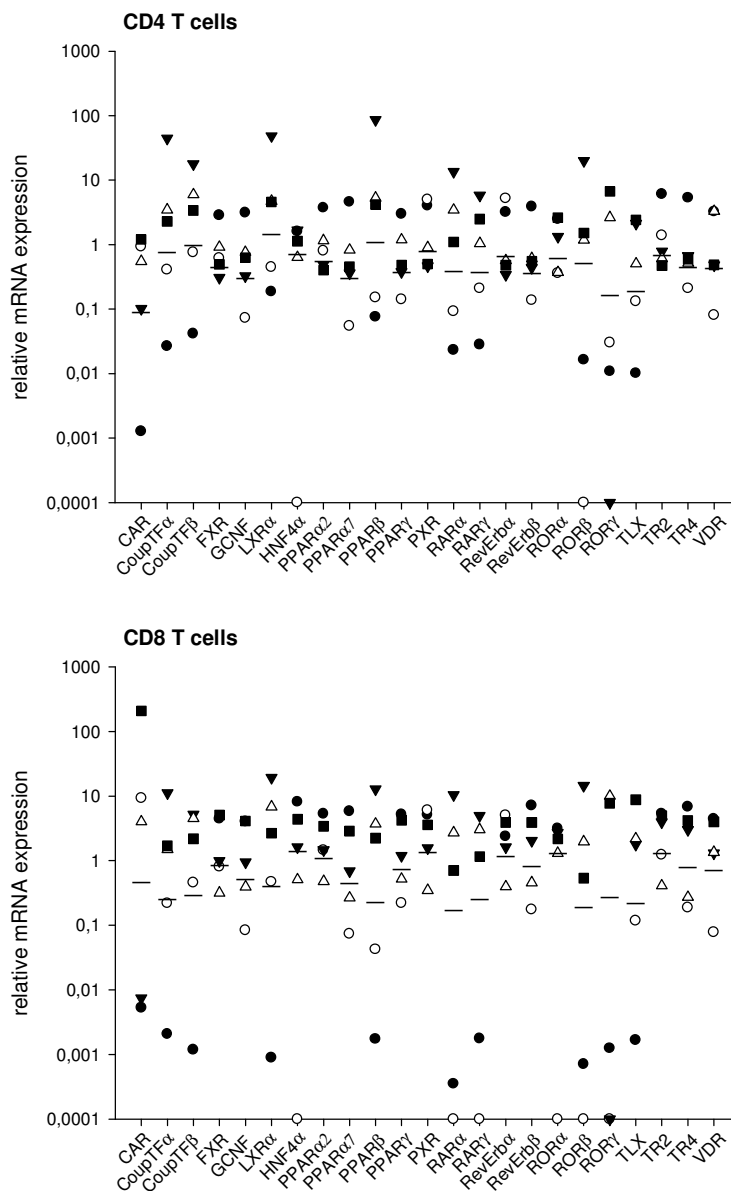 CD4 T cells
1000
100
10
1
0,1
0,01
0,001
0,0001
relative mRNA expression
CAR
CoupTFα
CoupTFβ
FXR
GCNF
LXRα
HNF4α
PPARα2
PPARα7
PPARβ
PPARγ
PXR
RARα
RARγ
RevErbα
RevErbβ
RORα
RORβ
RORγ
TLX
TR2
TR4
VDR
CD8 T cells
1000
100
10
1
0,1
0,01
0,001
0,0001
relative mRNA expression
CAR
CoupTFα
CoupTFβ
FXR
GCNF
LXRα
HNF4α
PPARα2
PPARα7
PPARβ
PPARγ
PXR
RARα
RARγ
RevErbα
RevErbβ
RORα
RORβ
RORγ
TLX
TR2
TR4
VDR